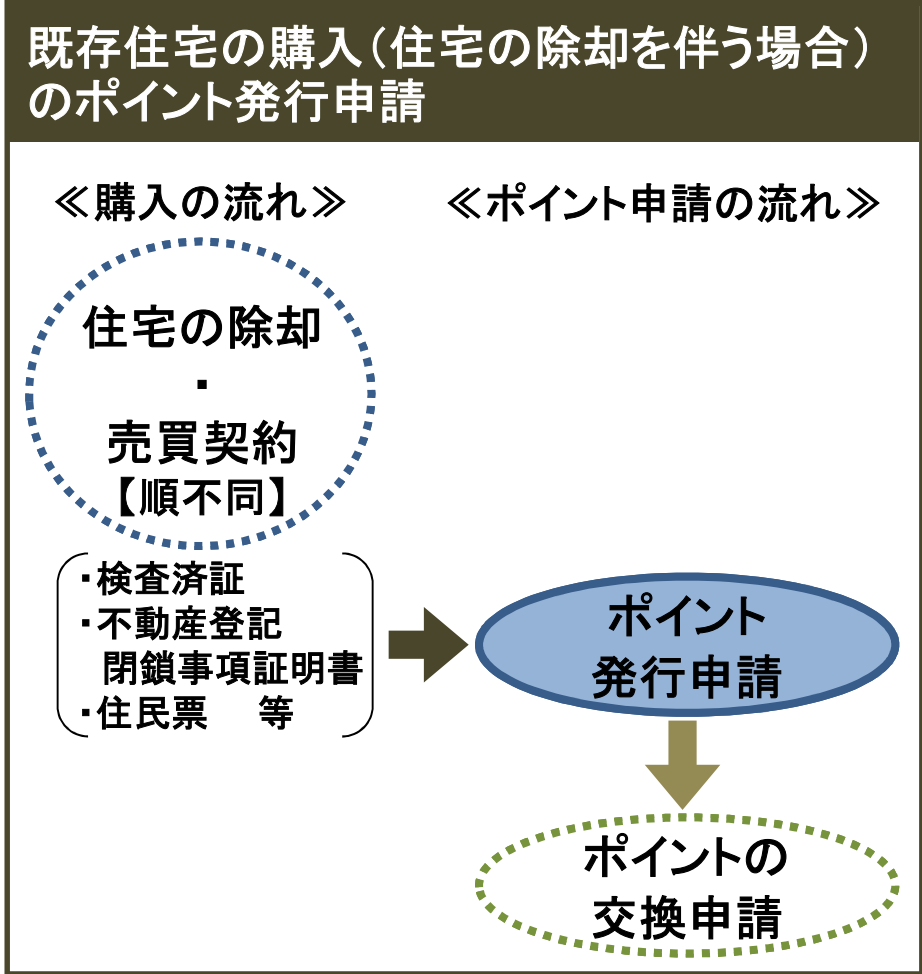 既存住宅の購入（住宅の除却を伴う場合）
のポイント発行申請
≪購入の流れ≫
≪ポイント申請の流れ≫
住宅の除却
・
売買契約
【順不同】
・検査済証
・不動産登記
閉鎖事項証明書
・住民票　等
ポイント
発行申請
ポイントの
交換申請